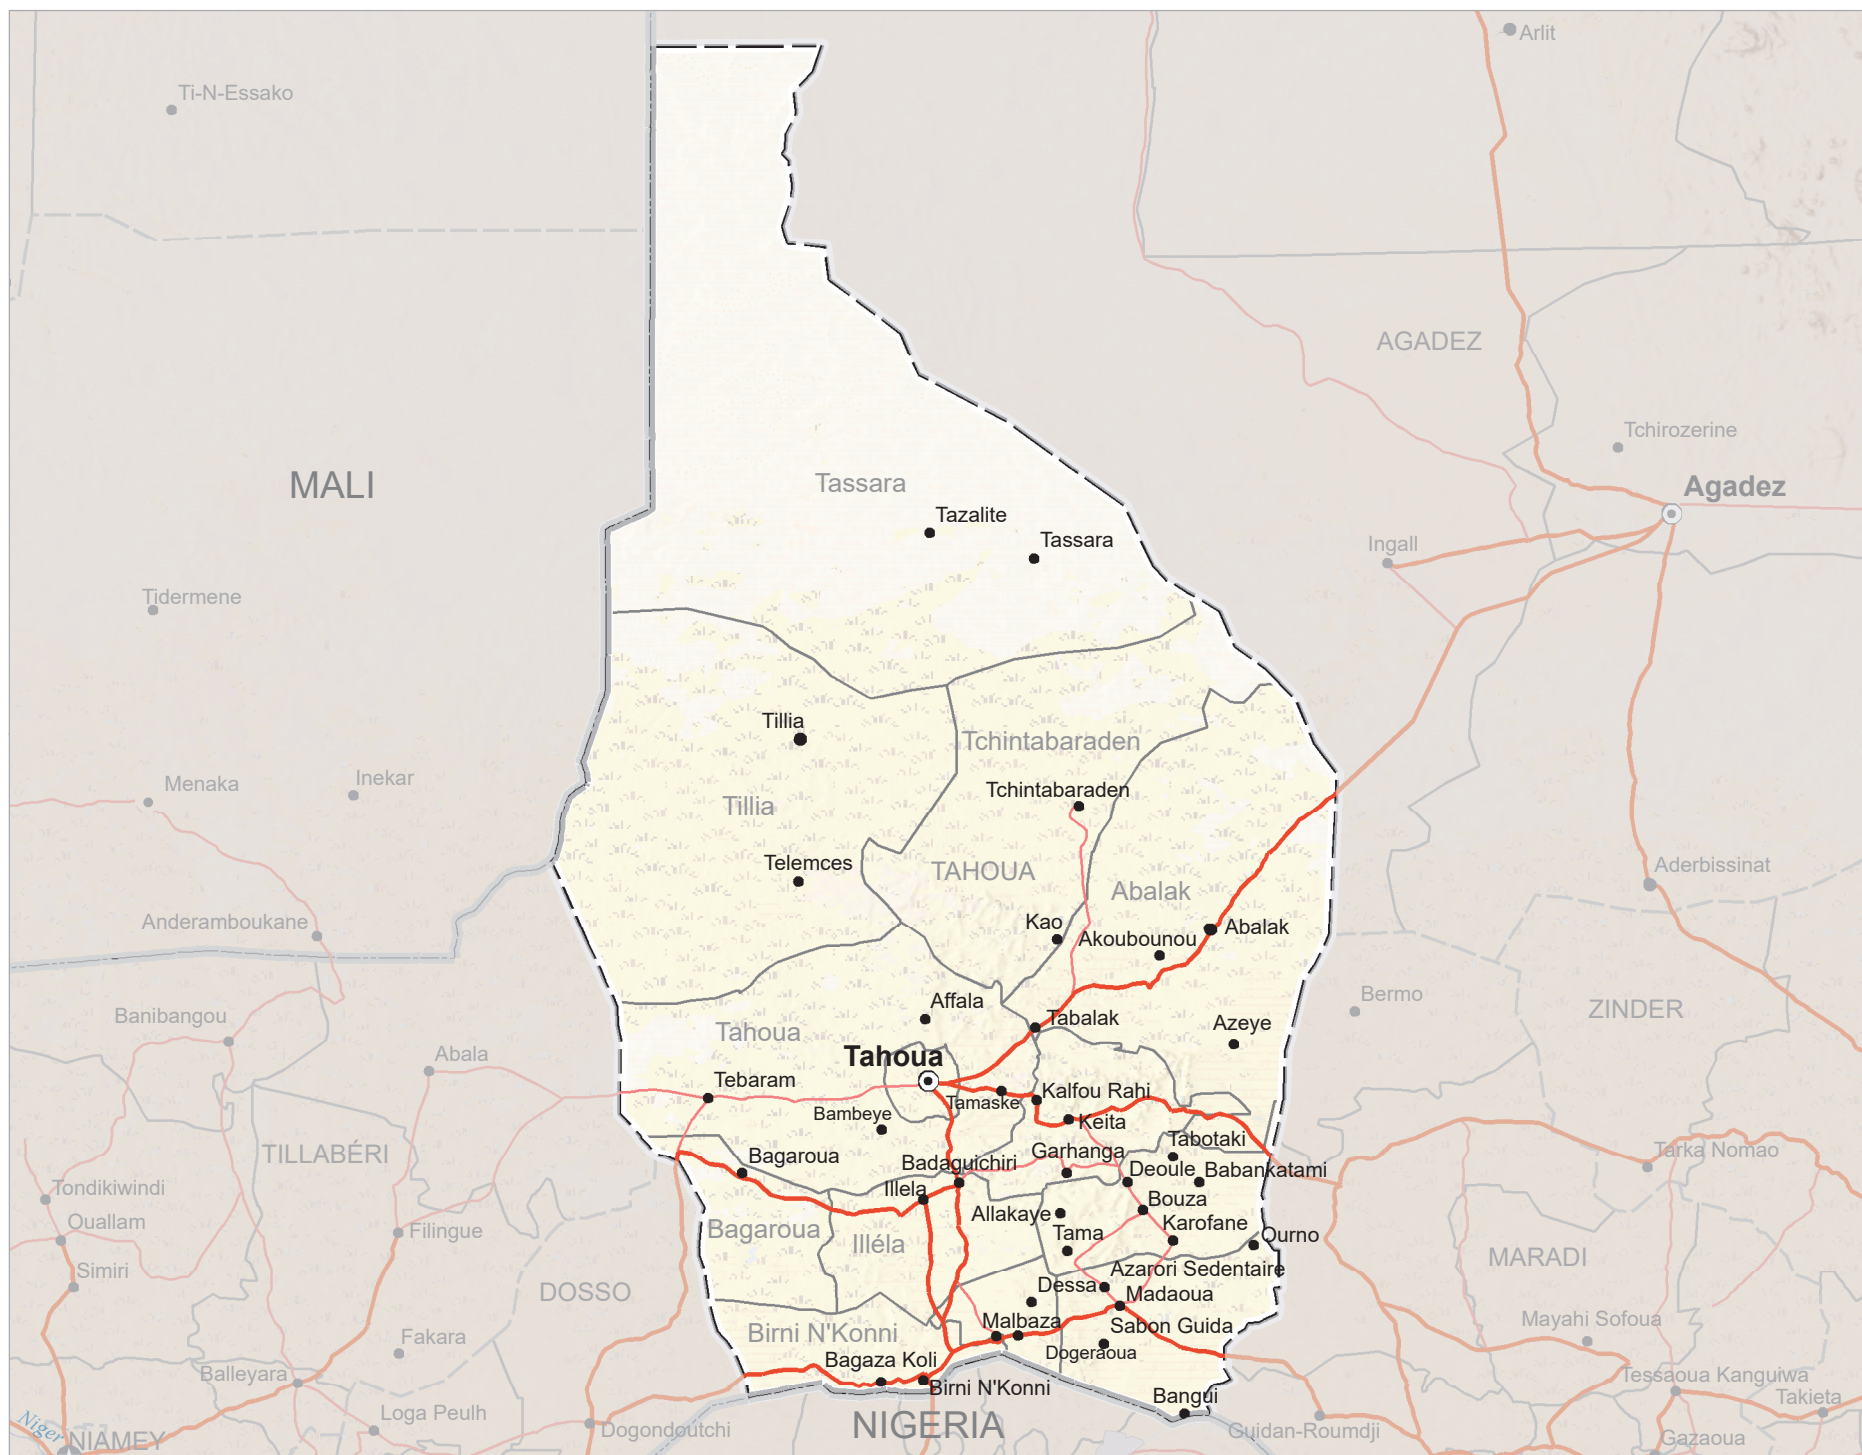 Arlit
Ti-N-Essako
AGADEZ
Tchirozerine
MALI
Tassara
Agadez
Tazalite
Tassara
Ingall
Tidermene
Tillia
Tchintabaraden
Menaka
Inekar
Tchintabaraden
Tillia
Telemces
TAHOUA
Aderbissinat
Abalak
Anderamboukane
Kao
Akoubounou
Abalak
Bermo
Affala
ZINDER
Banibangou
Tahoua
Tabalak
Azeye
Abala
Tahoua
Tebaram
Kalfou Rahi
Tamaske
Bambeye
Keita
Tabotaki
TILLABÉRI
Bagaroua
Badaguichiri
Garhanga
Tarka Nomao
Deoule
Babankatami
Tondikiwindi
Illela
Bouza
Allakaye
Ouallam
Filingue
Bagaroua
Illéla
Tama
Karofane
Ourno
MARADI
Simiri
Azarori Sedentaire
DOSSO
Dessa
Madaoua
Fakara
Birni N'Konni
Malbaza
Sabon Guida
Mayahi Sofoua
Dogeraoua
Balleyara
Bagaza Koli
Birni N'Konni
Tessaoua Kanguiwa
Bangui
Takieta
Loga Peulh
NIGERIA
Niger
Dogondoutchi
Guidan-Roumdji
NIAMEY
Gazaoua